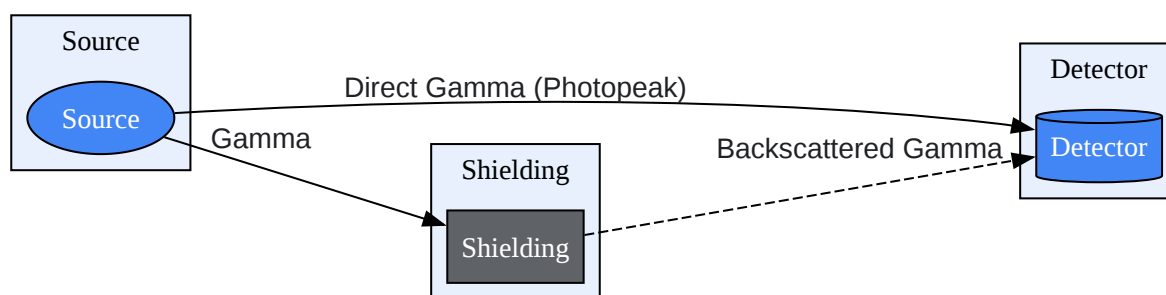 Source
Source
Direct Gamma (Photopeak)
Gamma
Shielding
Shielding
Backscattered Gamma
Detector
Detector